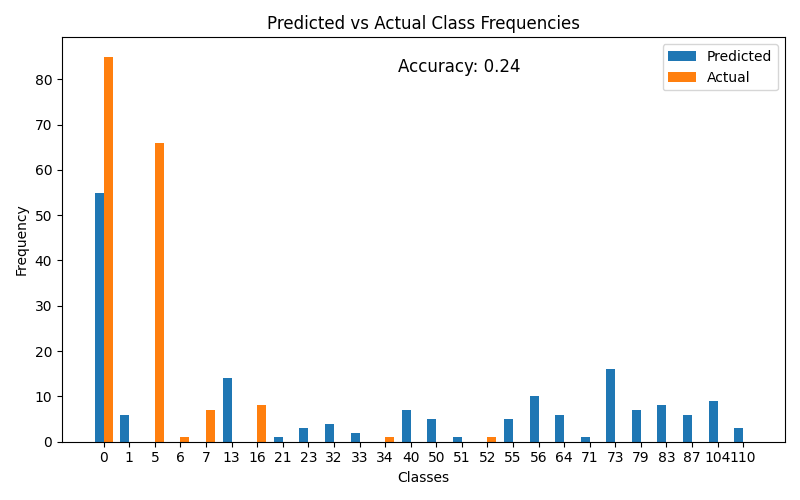 Predicted vs Actual Class Frequencies
Accuracy: 0.24
Predicted
Actual
Frequency
80
70
60
50
40
30
20
10
0
0 1 5 6 7 13 16 21 23 32 33 34 40 50 51 52 55 56 64 71 73 79 83 87 104 110
Classes